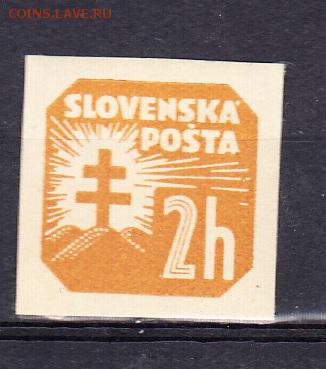 COINS.LAVE.RU
SLOVENSKÁ
POŠTA
2h